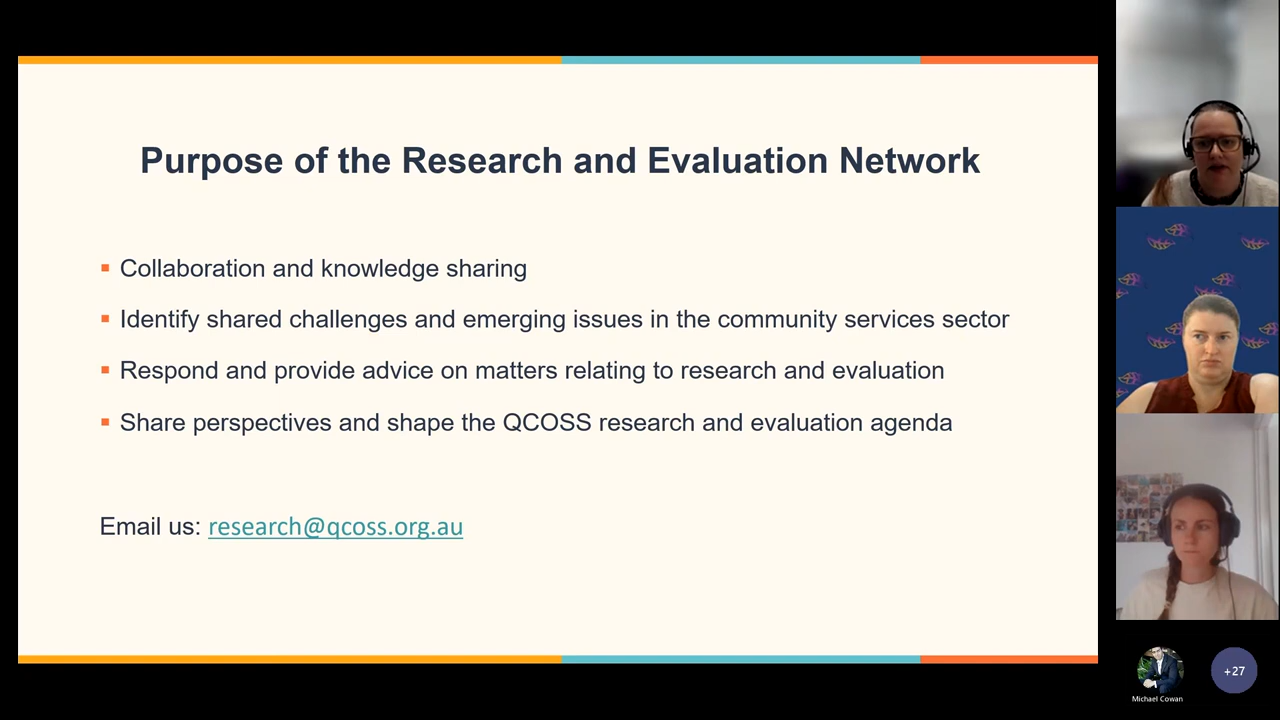 Purpose of the Research and Evaluation Network
Collaboration and knowledge sharing
Identify shared challenges and emerging issues in the community services sector
Respond and provide advice on matters relating to research and evaluation
Share perspectives and shape the QCOSS research and evaluation agenda
Email us: research@qcoss.org.au
Michael Cowan
+27